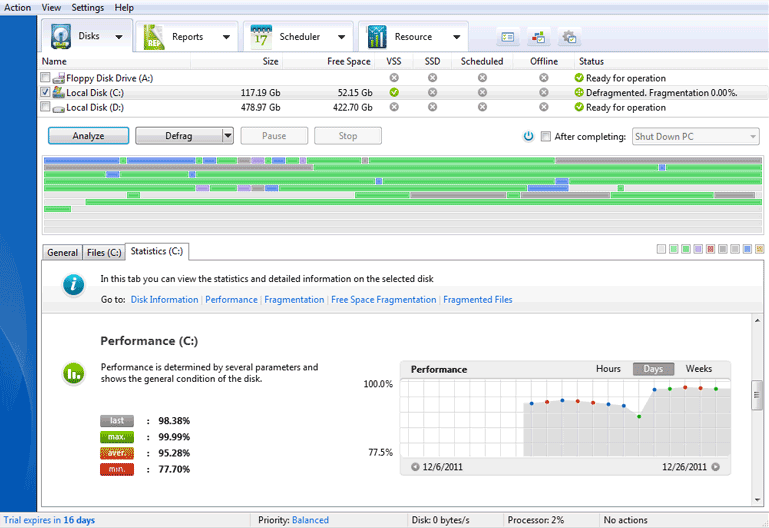 Action View Settings Help
Disks Reports Scheduler Resource
REP 17
Name Size Free Space VSS SSD Scheduled Offline Status
Floppy Disk Drive (A:) Ready for operation
Local Disk (C:) 117.19 Gb 52.15 Gb Defragmented. Fragmentation 0.00%.
Local Disk (D:) 478.97 Gb 422.70 Gb Ready for operation
Analyze Defrag Pause Stop After completing: Shut Down PC
General Files (C:) Statistics (C:)
In this tab you can view the statistics and detailed information on the selected disk
Go to: Disk Information | Performance | Fragmentation | Free Space Fragmentation | Fragmented Files
Performance (C:)
Performance is determined by several parameters and
shows the general condition of the disk.
last : 98.38%
max. : 99.99%
aver. : 95.28%
min. : 77.70%
Performance Hours Days Weeks
100.0%
77.5%
12/6/2011 12/26/2011
Trial expires in 16 days Priority: Balanced Disk: 0 bytes/s Processor: 2% No actions